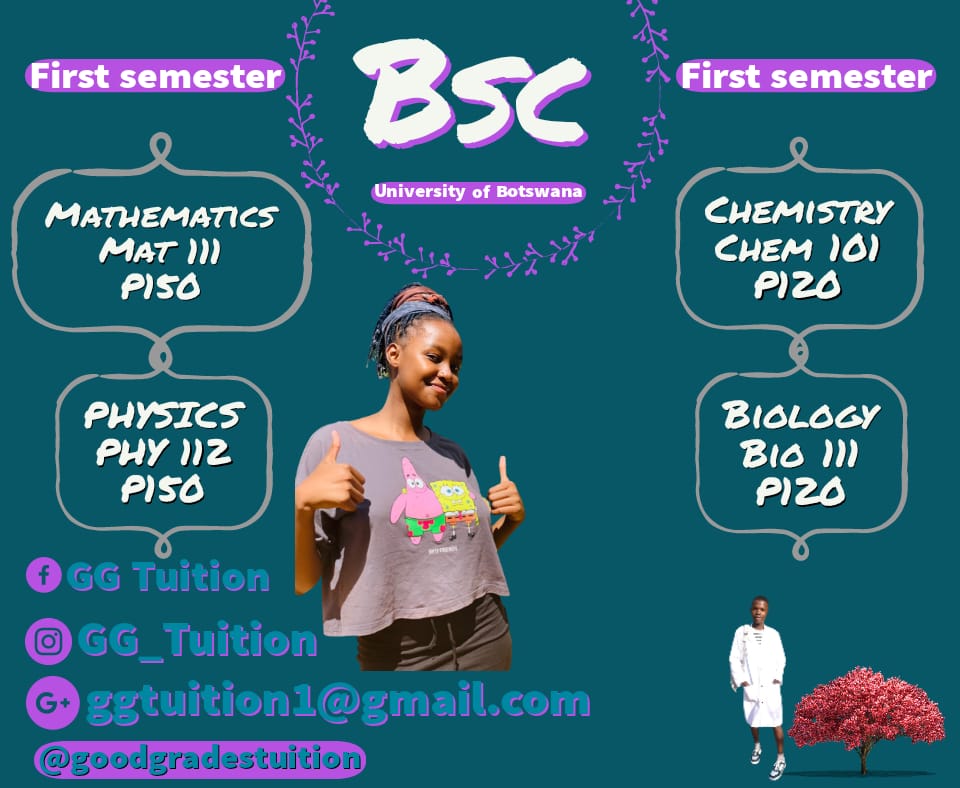 First semester
BSC
First semester
University of Botswana
MATHEMATICS
MAT 111
P150
CHEMISTRY
CHEM 101
P120
PHYSICS
PHY 112
P150
BIOLOGY
BIO 111
P120
GG Tuition
GG_Tuition
G+ ggtuition1@gmail.com
@goodgradestuition